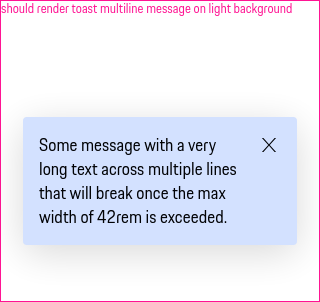 should render toast multiline message on light background
Some message with a very
long text across multiple lines
that will break once the max
width of 42rem is exceeded.